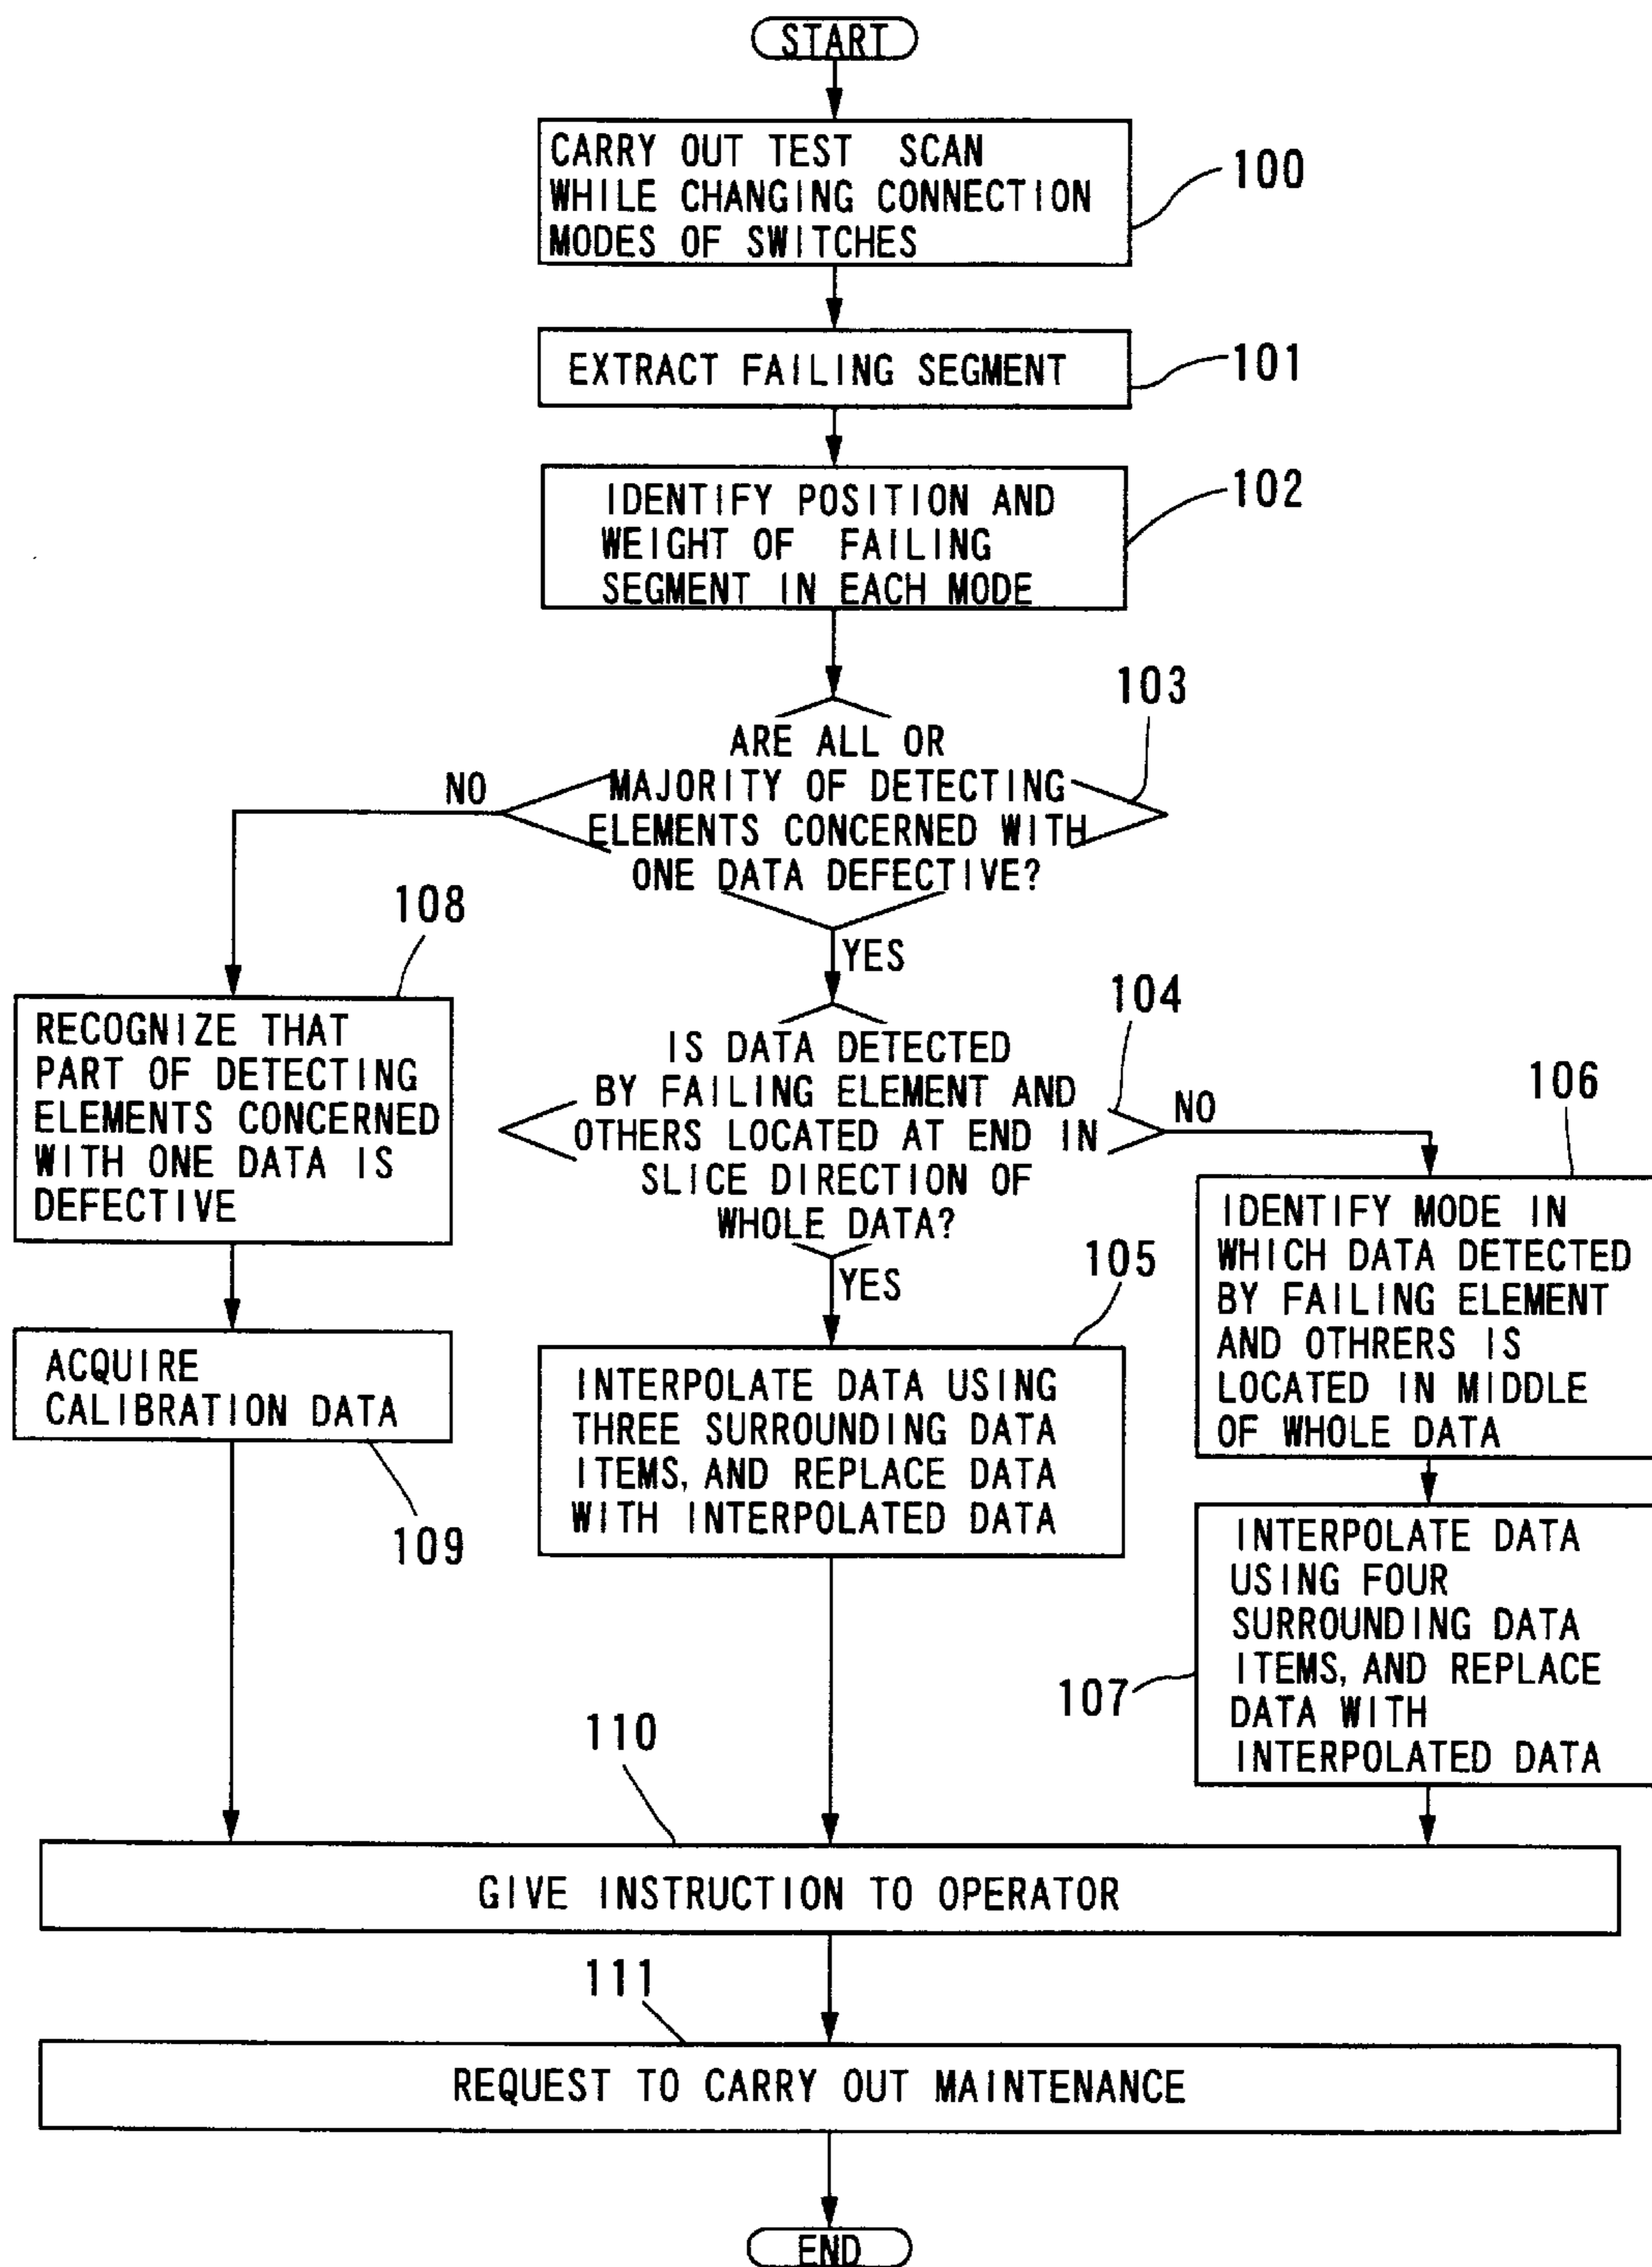 START
CARRY OUT TEST SCAN
WHILE CHANGING CONNECTION
MODES OF SWITCHES
100
EXTRACT FAILING SEGMENT
101
IDENTIFY POSITION AND
WEIGHT OF FAILING
SEGMENT IN EACH MODE
102
103
ARE ALL OR
MAJORITY OF DETECTING
ELEMENTS CONCERNED WITH
ONE DATA DEFECTIVE?
NO
YES
108
RECOGNIZE THAT
PART OF DETECTING
ELEMENTS CONCERNED
WITH ONE DATA IS
DEFECTIVE
104
IS DATA DETECTED
BY FAILING ELEMENT AND
OTHERS LOCATED AT END IN
SLICE DIRECTION OF
WHOLE DATA?
NO
YES
106
IDENTIFY MODE IN
WHICH DATA DETECTED
BY FAILING ELEMENT
AND OTHRERS IS
LOCATED IN MIDDLE
OF WHOLE DATA
105
ACQUIRE
CALIBRATION DATA
109
INTERPOLATE DATA USING
THREE SURROUNDING DATA
ITEMS, AND REPLACE DATA
WITH INTERPOLATED DATA
INTERPOLATE DATA
USING FOUR
SURROUNDING DATA
ITEMS, AND REPLACE
DATA WITH
INTERPOLATED DATA
107
110
GIVE INSTRUCTION TO OPERATOR
111
REQUEST TO CARRY OUT MAINTENANCE
END